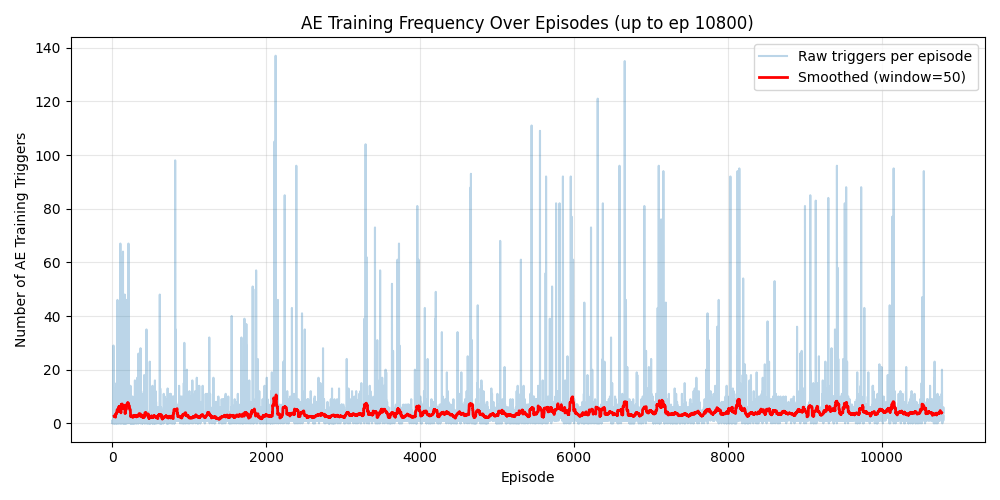 AE Training Frequency Over Episodes (up to ep 10800)
Raw triggers per episode
Smoothed (window=50)
Number of AE Training Triggers
140
120
100
80
60
40
20
0
0 2000 4000 6000 8000 10000
Episode